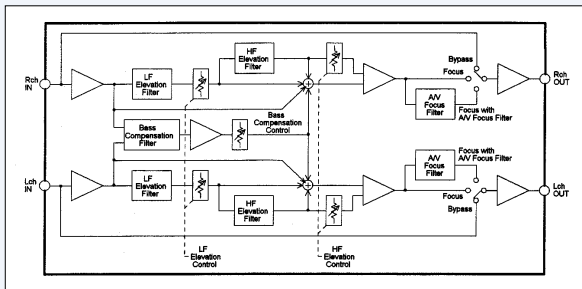 Rch
IN
LF
Elevation
Filter
HF
Elevation
Filter
Bypass
Focus
A/V
Focus
Filter
Focus with
A/V Focus Filter
Rch
OUT
Bass
Compensation
Filter
Bass
Compensation
Control
Lch
IN
LF
Elevation
Filter
HF
Elevation
Filter
A/V
Focus
Filter
Focus with
A/V Focus Filter
Focus
Bypass
Lch
OUT
LF
Elevation
Control
HF
Elevation
Control